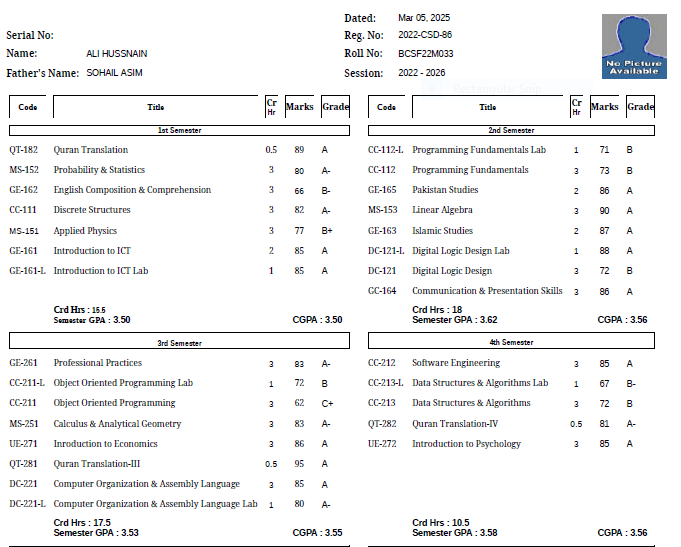 Dated: Mar 05, 2025
Serial No: Reg. No: 2022-CSD-86
Name: ALI HUSSNAIN Roll No: BCSF22M033
Father's Name: SOHAIL ASIM Session: 2022 - 2026
No Picture
Available
Code Title Cr Hr Marks Grade
1st Semester
QT-182 Quran Translation 0.5 89 A
MS-152 Probability & Statistics 3 80 A-
GE-162 English Composition & Comprehension 3 66 B-
CC-111 Discrete Structures 3 82 A-
MS-151 Applied Physics 3 77 B+
GE-161 Introduction to ICT 2 85 A
GE-161-L Introduction to ICT Lab 1 85 A
Crd Hrs : 15.5
Semester GPA : 3.50 CGPA : 3.50
Code Title Cr Hr Marks Grade
2nd Semester
CC-112-L Programming Fundamentals Lab 1 71 B
CC-112 Programming Fundamentals 3 73 B
GE-165 Pakistan Studies 2 86 A
MS-153 Linear Algebra 3 90 A
GE-163 Islamic Studies 2 87 A
DC-121-L Digital Logic Design Lab 1 88 A
DC-121 Digital Logic Design 3 72 B
GC-164 Communication & Presentation Skills 3 86 A
Crd Hrs : 18
Semester GPA : 3.62 CGPA : 3.56
3rd Semester
GE-261 Professional Practices 3 83 A-
CC-211-L Object Oriented Programming Lab 1 72 B
CC-211 Object Oriented Programming 3 62 C+
MS-251 Calculus & Analytical Geometry 3 83 A-
UE-271 Inroduction to Economics 3 86 A
QT-281 Quran Translation-III 0.5 95 A
DC-221 Computer Organization & Assembly Language 3 85 A
DC-221-L Computer Organization & Assembly Language Lab 1 80 A-
Crd Hrs : 17.5
Semester GPA : 3.53 CGPA : 3.55
4th Semester
CC-212 Software Engineering 3 85 A
CC-213-L Data Structures & Algorithms Lab 1 67 B-
CC-213 Data Structures & Algorithms 3 72 B
QT-282 Quran Translation-IV 0.5 81 A-
UE-272 Introduction to Psychology 3 85 A
Crd Hrs : 10.5
Semester GPA : 3.58 CGPA : 3.56